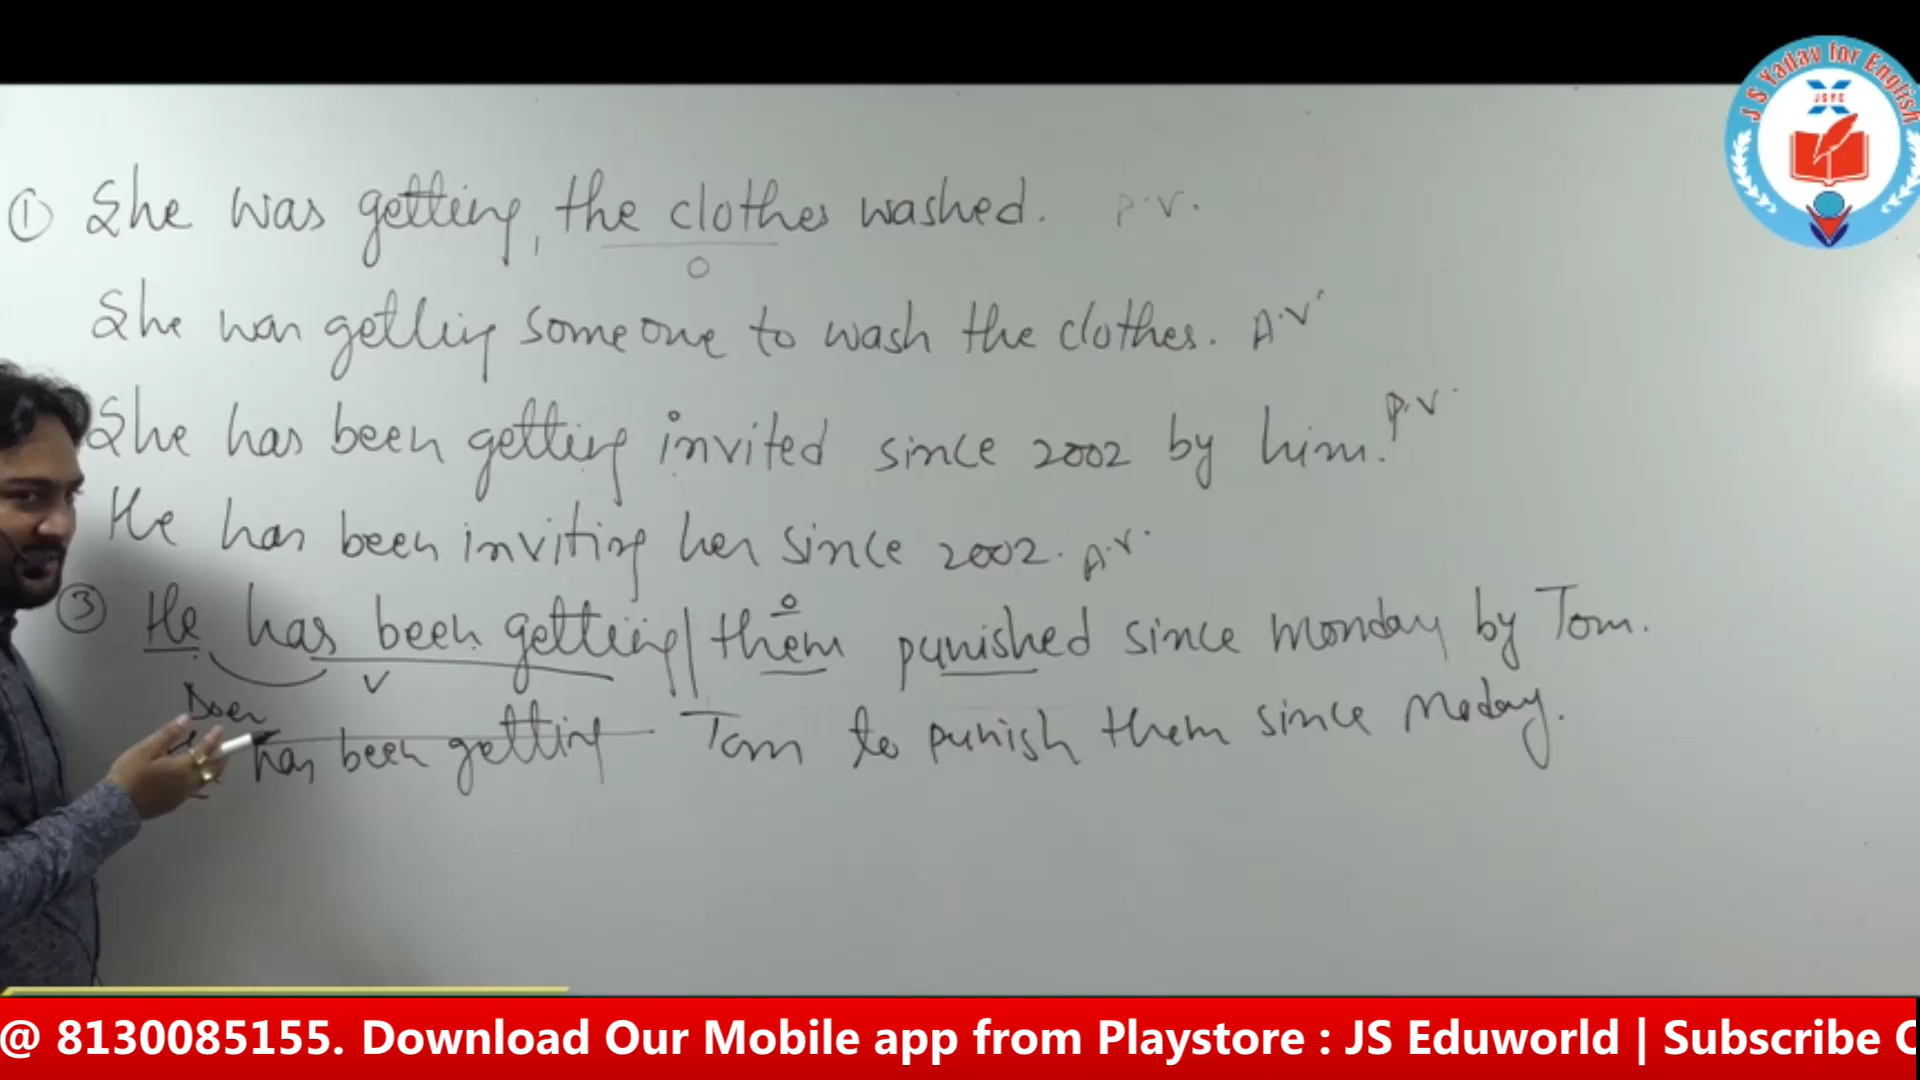 J S Yadav for English
JSYE
① She was getting, the clothes washed. P.V.
O
She was getting someone to wash the clothes. A.V
She has been getting invited since 2002 by him. P.V.
He has been inviting her since 2002. A.V.
③ He has been getting | them punished since monday by Tom.
O
V
Doer
has been getting Tom to punish them since Moday.
@ 8130085155. Download Our Mobile app from Playstore : JS Eduworld | Subscribe